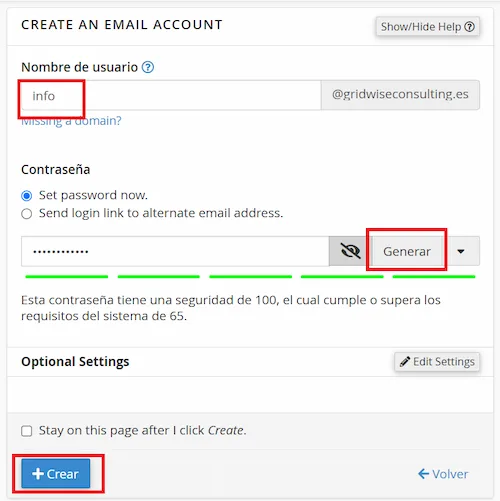 CREATE AN EMAIL ACCOUNT
Show/Hide Help
Nombre de usuario
info
@gridwiseconsulting.es
Missing a domain?
Contraseña
Set password now.
Send login link to alternate email address.
••••••••••••
Generar
Esta contraseña tiene una seguridad de 100, el cual cumple o supera los
requisitos del sistema de 65.
Optional Settings
Edit Settings
Stay on this page after I click Create.
+ Crear
← Volver